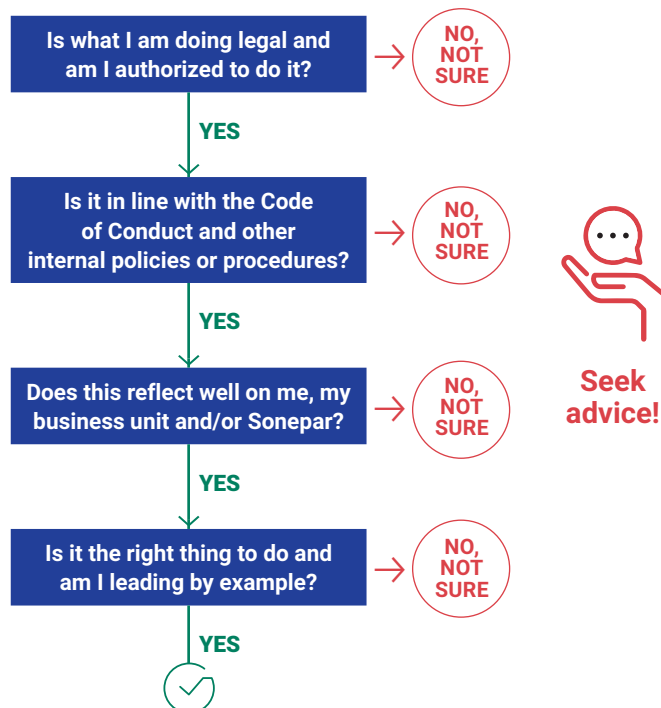 Is what I am doing legal and
am I authorized to do it?
NO,
NOT
SURE
YES
Is it in line with the Code
of Conduct and other
internal policies or procedures?
NO,
NOT
SURE
YES
Does this reflect well on me, my
business unit and/or Sonepar?
NO,
NOT
SURE
Seek
advice!
YES
Is it the right thing to do and
am I leading by example?
NO,
NOT
SURE
YES